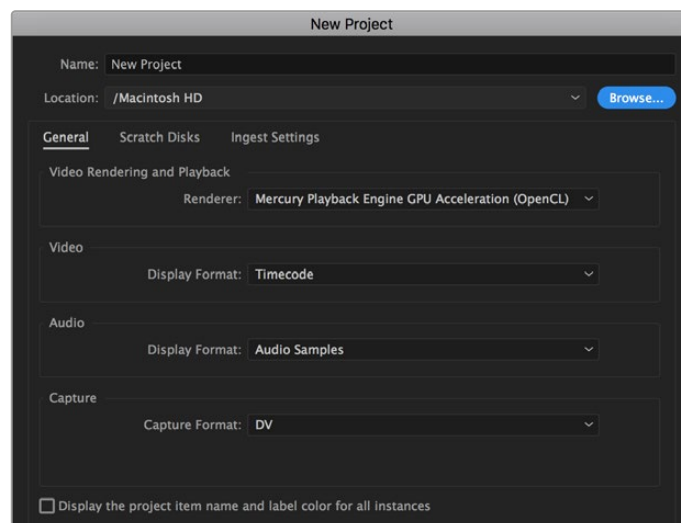 New Project
Name: New Project
Location: /Macintosh HD Browse...
General Scratch Disks Ingest Settings
Video Rendering and Playback
Renderer: Mercury Playback Engine GPU Acceleration (OpenCL)
Video
Display Format: Timecode
Audio
Display Format: Audio Samples
Capture
Capture Format: DV
Display the project item name and label color for all instances